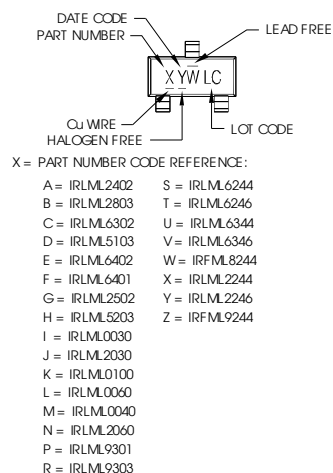 DATE CODE
PART NUMBER
LEAD FREE
XYWLC
Cu WIRE
HALOGEN FREE
LOT CODE
X = PART NUMBER CODE REFERENCE:
A = IRLML2402 S = IRLML6244
B = IRLML2803 T = IRLML6246
C = IRLML6302 U = IRLML6344
D = IRLML5103 V = IRLML6346
E = IRLML6402 W = IRFML8244
F = IRLML6401 X = IRLML2244
G = IRLML2502 Y = IRLML2246
H = IRLML5203 Z = IRFML9244
I = IRLML0030
J = IRLML2030
K = IRLML0100
L = IRLML0060
M = IRLML0040
N = IRLML2060
P = IRLML9301
R = IRLML9303